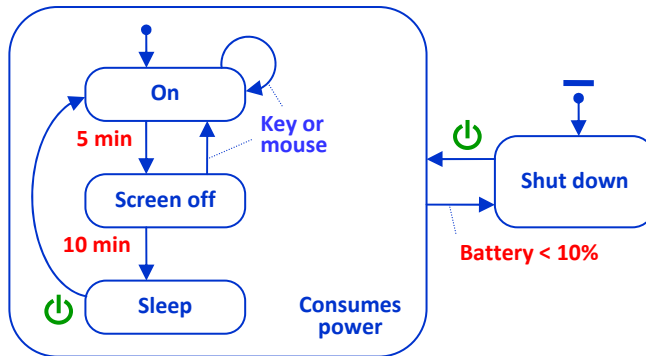 On
5 min
Key or
mouse
Screen off
10 min
Sleep
Consumes
power
Shut down
Battery < 10%